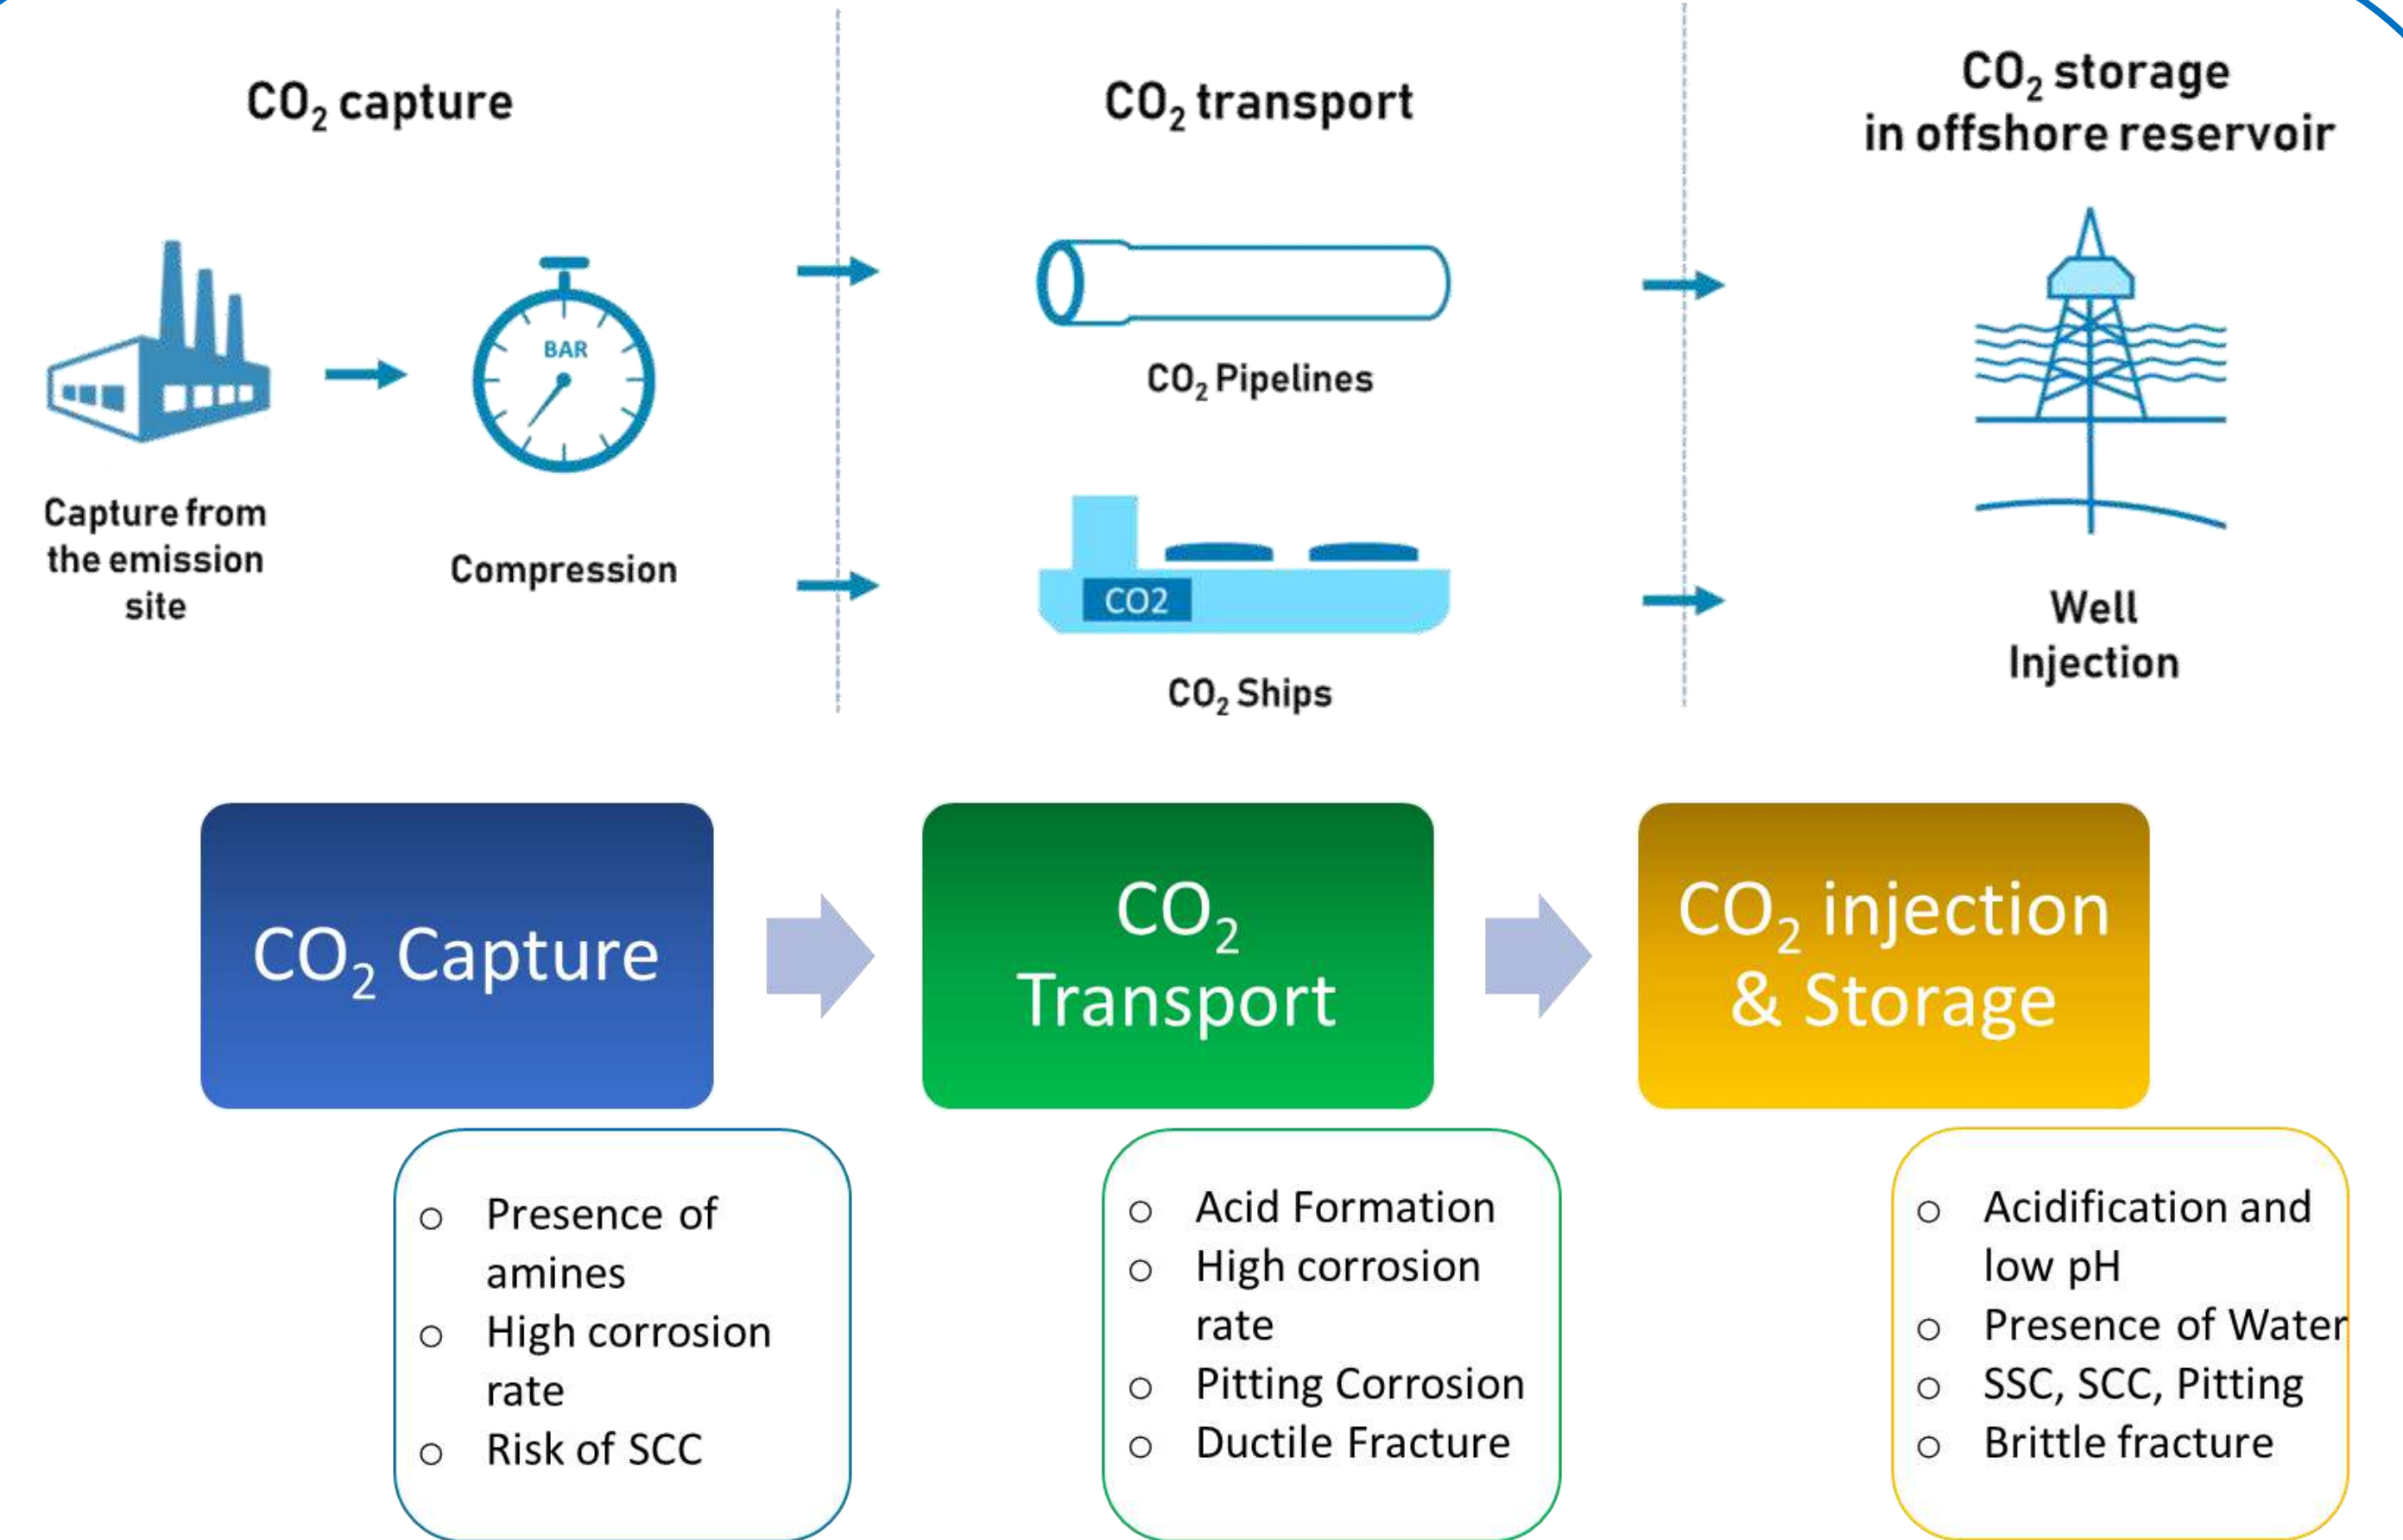 CO₂ capture
CO₂ transport
CO₂ storage
in offshore reservoir
BAR
Capture from
the emission
site
Compression
CO₂ Pipelines
CO2
CO₂ Ships
Well
Injection
CO₂ Capture
CO₂
Transport
CO₂ injection
& Storage
○ Presence of
amines
○ High corrosion
rate
○ Risk of SCC
○ Acid Formation
○ High corrosion
rate
○ Pitting Corrosion
○ Ductile Fracture
○ Acidification and
low pH
○ Presence of Water
○ SSC, SCC, Pitting
○ Brittle fracture